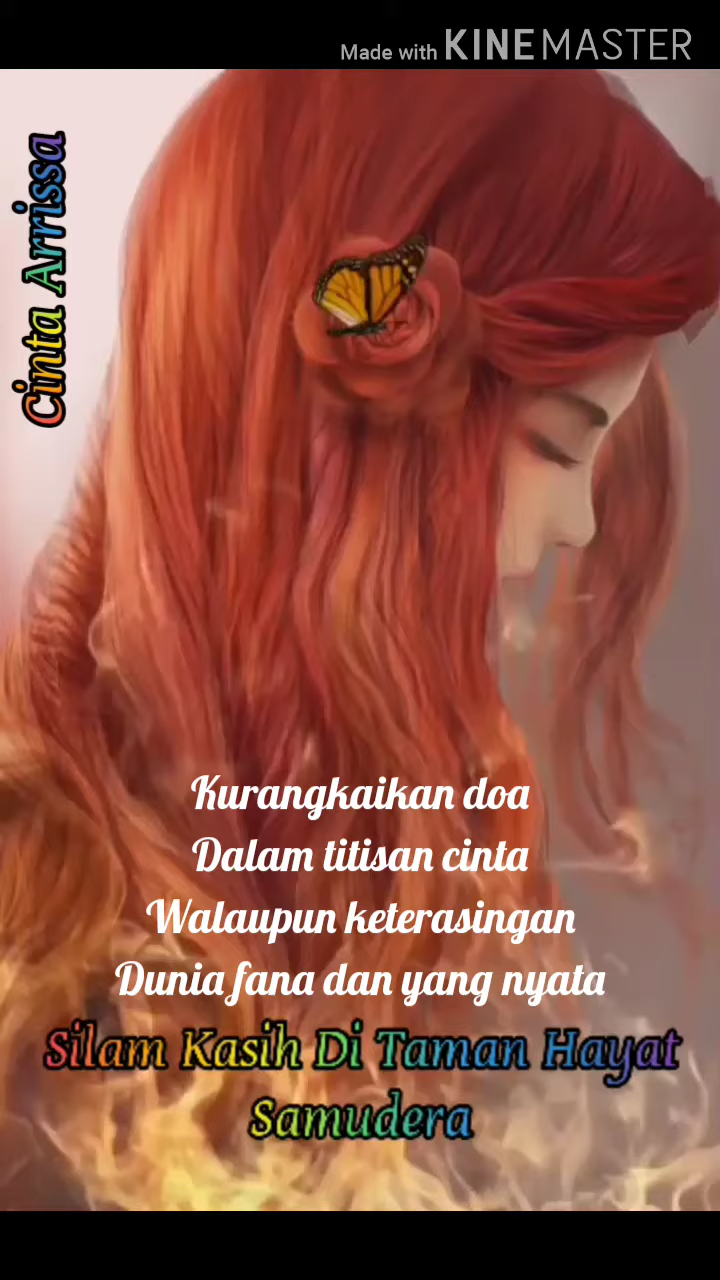 Made with KINEMASTER
Cinta Arrissa
Kurangkaikan doa
Dalam titisan cinta
Walaupun keterasingan
Dunia fana dan yang nyata
Silam Kasih Di Taman Hayat
Samudera